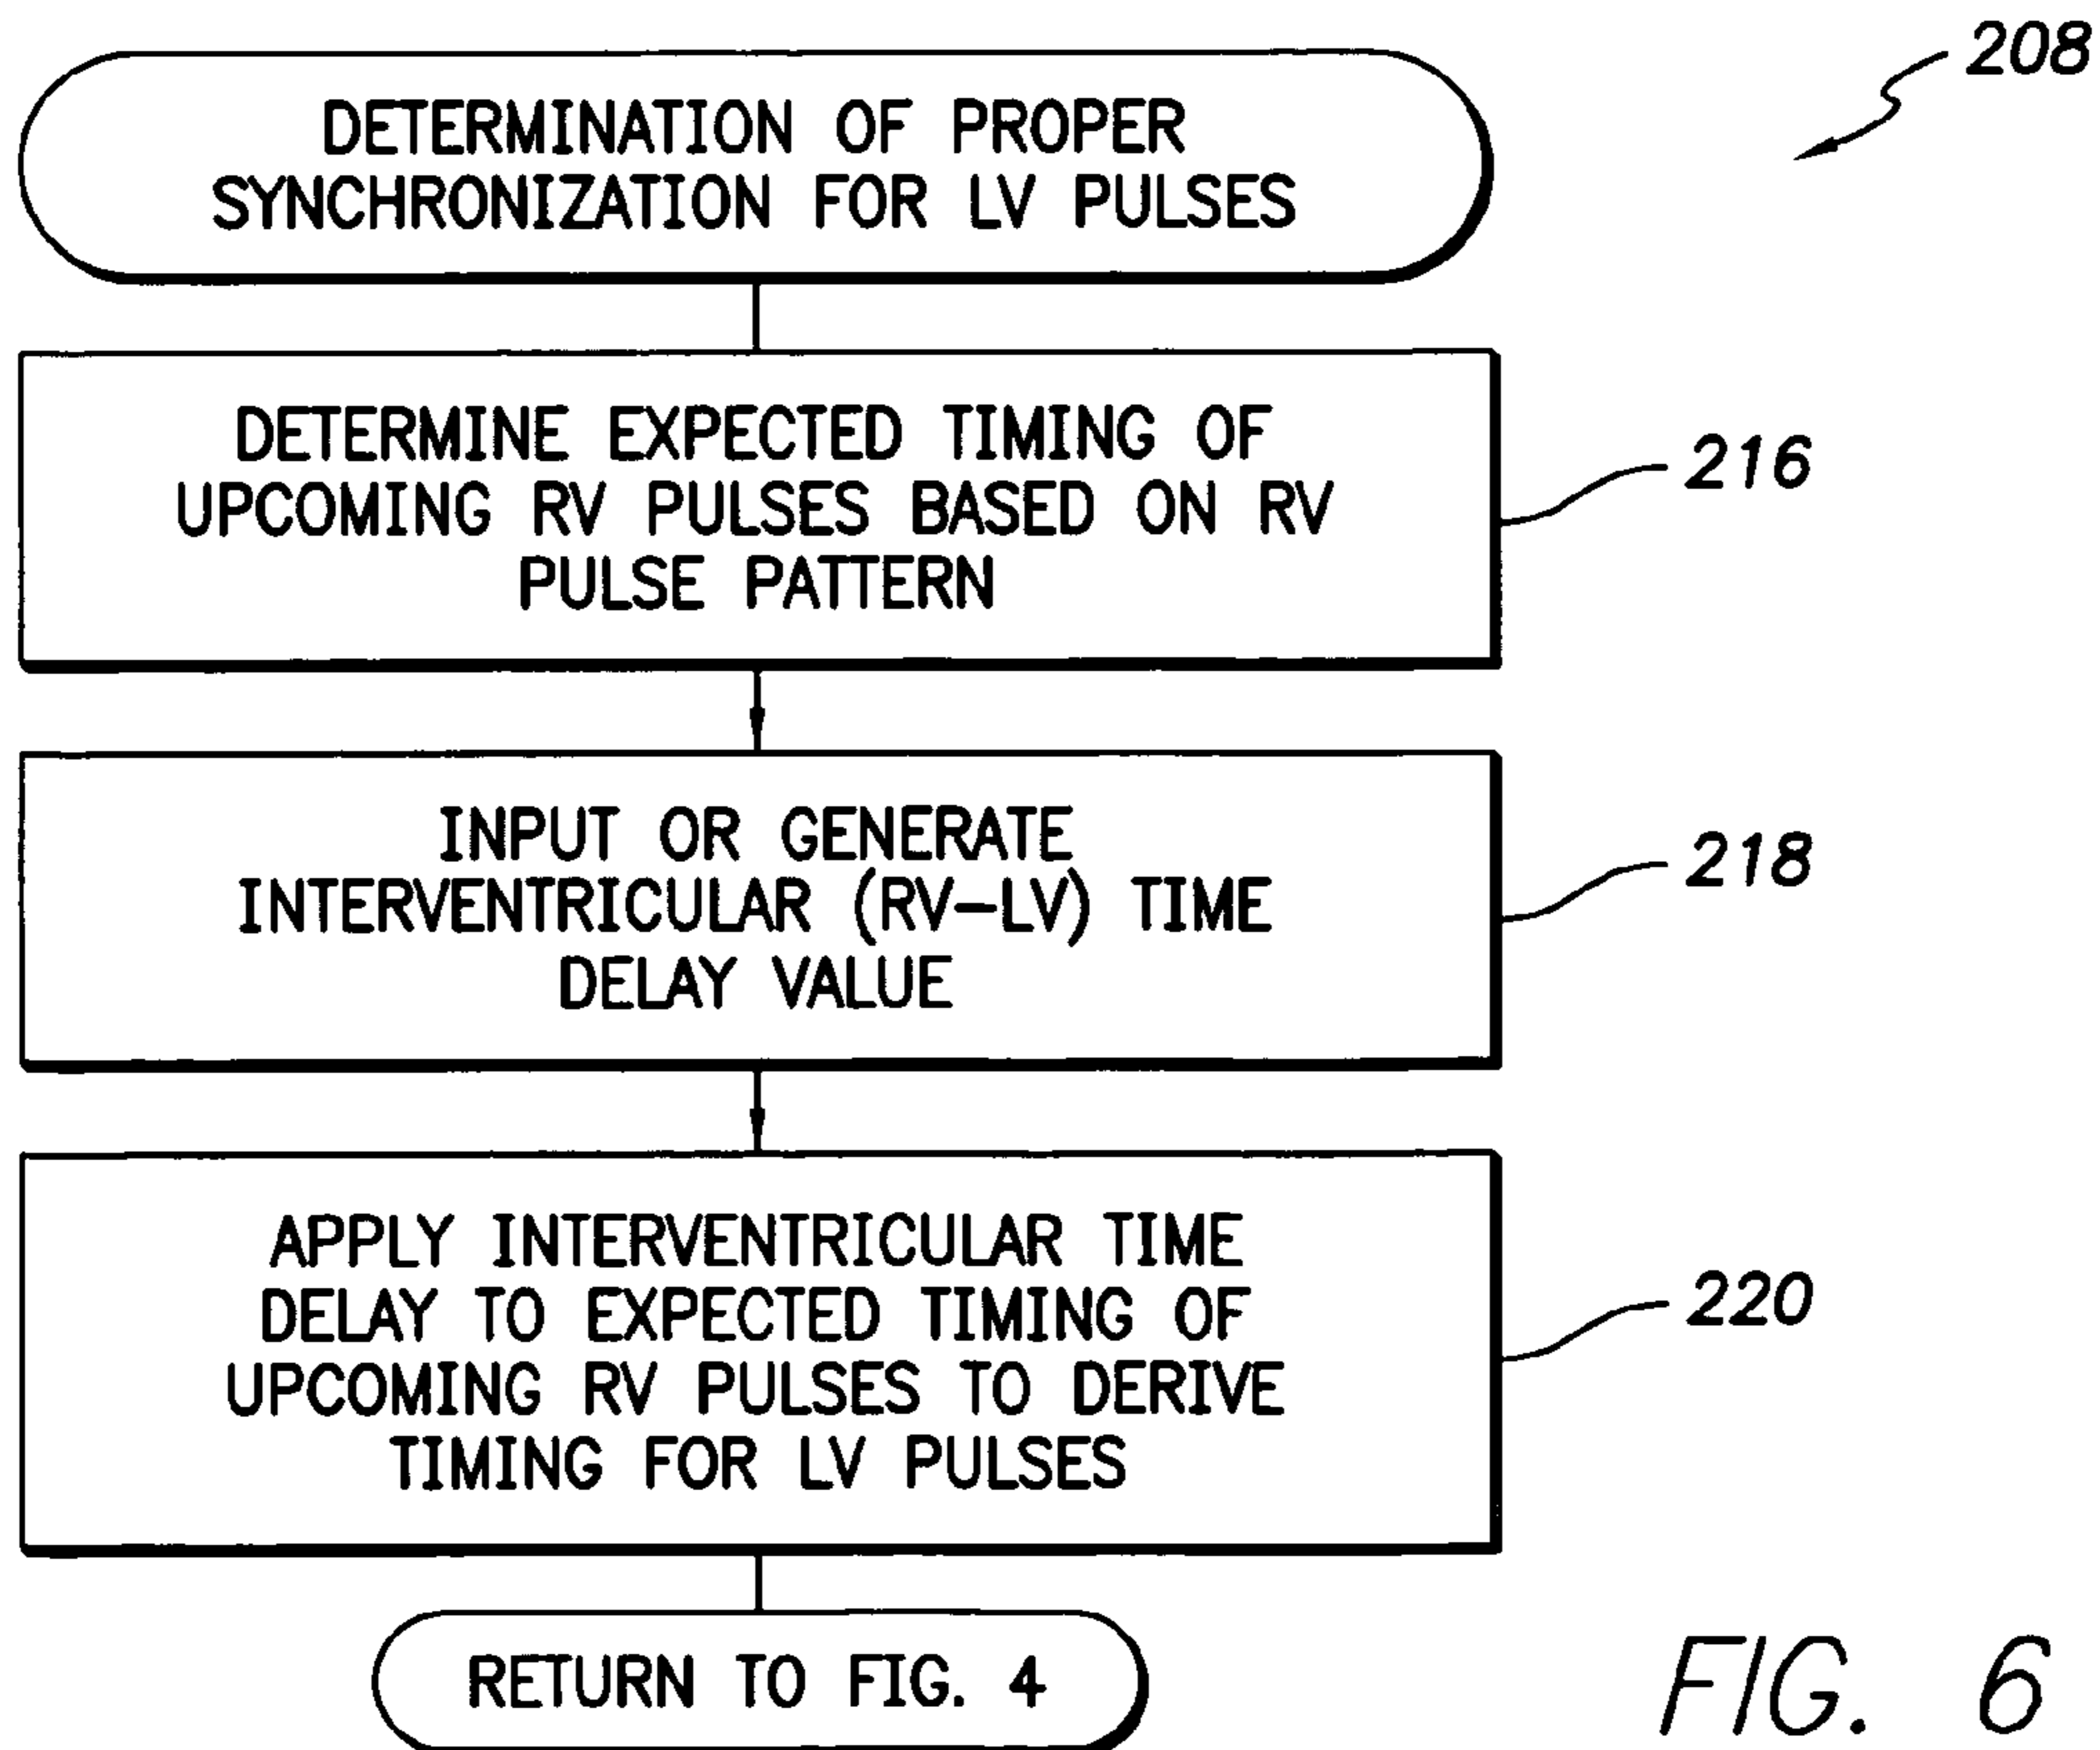 208
DETERMINATION OF PROPER
SYNCHRONIZATION FOR LV PULSES
DETERMINE EXPECTED TIMING OF
UPCOMING RV PULSES BASED ON RV
PULSE PATTERN
216
INPUT OR GENERATE
INTERVENTRICULAR (RV-LV) TIME
DELAY VALUE
218
APPLY INTERVENTRICULAR TIME
DELAY TO EXPECTED TIMING OF
UPCOMING RV PULSES TO DERIVE
TIMING FOR LV PULSES
220
RETURN TO FIG. 4
FIG. 6